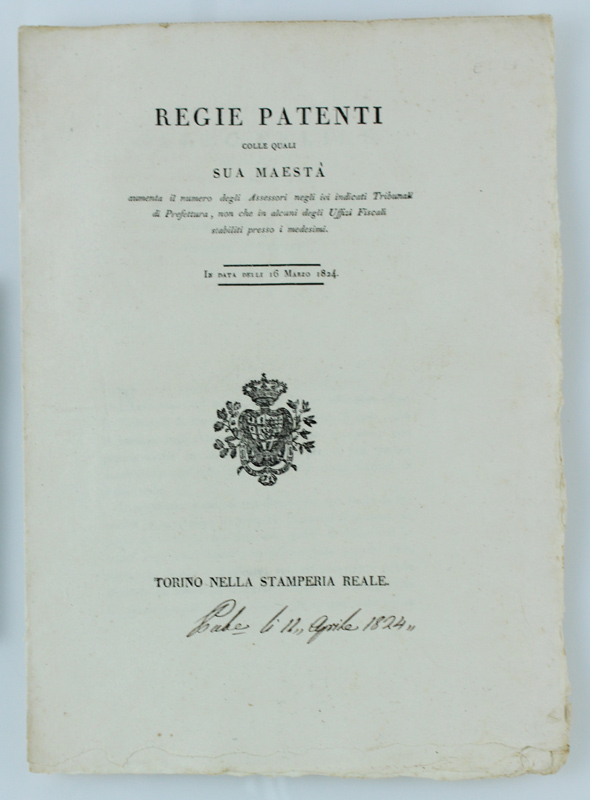 REGIE PATENTI
COLLE QUALI
SUA MAESTÀ
aumenta il numero degli Assessori negli ivi indicati Tribunali
di Prefettura, non che in alcuni degli Uffizi Fiscali
stabiliti presso i medesimi.
In data delli 16 Marzo 1824.
TORINO NELLA STAMPERIA REALE.
li 12,, Aprile 1824,,